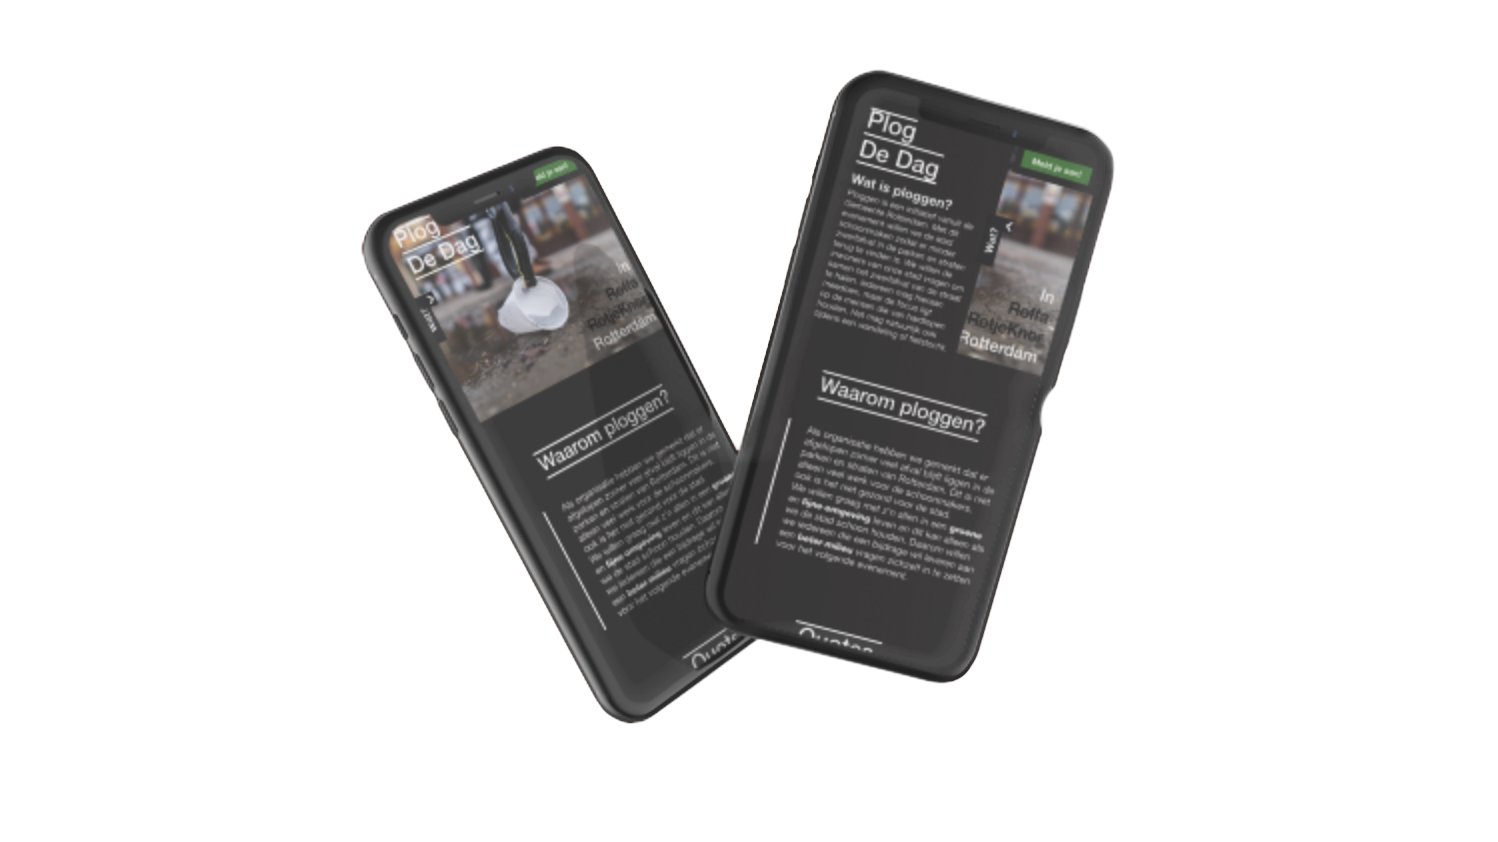 Plog
De Dag
Meld je aan!
Wat?
In
Roffa
RotjeKnor
Rotterdam
Waarom ploggen?
Als organisatie hebben we gemerkt dat er
afgelopen zomer veel afval blijft liggen in de
parken en straten van Rotterdam. Dit is niet
alleen veel werk voor de schoonmakers,
ook is het niet gezond voor de stad.
We willen graag met z'n allen in een groene
en fijne omgeving leven en dit kan alleen
we de stad schoon houden. Daarom
we iedereen die een bijdrage wil
een beter milieu vragen zichzelf
voor het volgende evenement
Quotes
Plog
De Dag
Meld je aan!
Wat is ploggen?
Ploggen is een initiatief vanuit de
Gemeente Rotterdam. Met dit
evenement willen we de stad
schoonmaken zodat er minder
zwerfafval in de parken en straten
terug te vinden is. We willen de
inwoners van onze stad vragen om
samen het zwerfafval van de straat
te halen. Iedereen mag hieraan
meedoen, maar de focus ligt
op de mensen die van hardlopen
houden. Het mag natuurlijk ook
tijdens een wandeling of fietstocht.
Wat?
In
Roffa
RotjeKnor
Rotterdam
Waarom ploggen?
Als organisatie hebben we gemerkt dat er
afgelopen zomer veel afval blijft liggen in de
parken en straten van Rotterdam. Dit is niet
alleen veel werk voor de schoonmakers,
ook is het niet gezond voor de stad.
We willen graag met z'n allen in een groene
en fijne omgeving leven en dit kan alleen als
we de stad schoon houden. Daarom willen
we iedereen die een bijdrage wil leveren aan
een beter milieu vragen zichzelf in te zetten
voor het volgende evenement.
Quotes